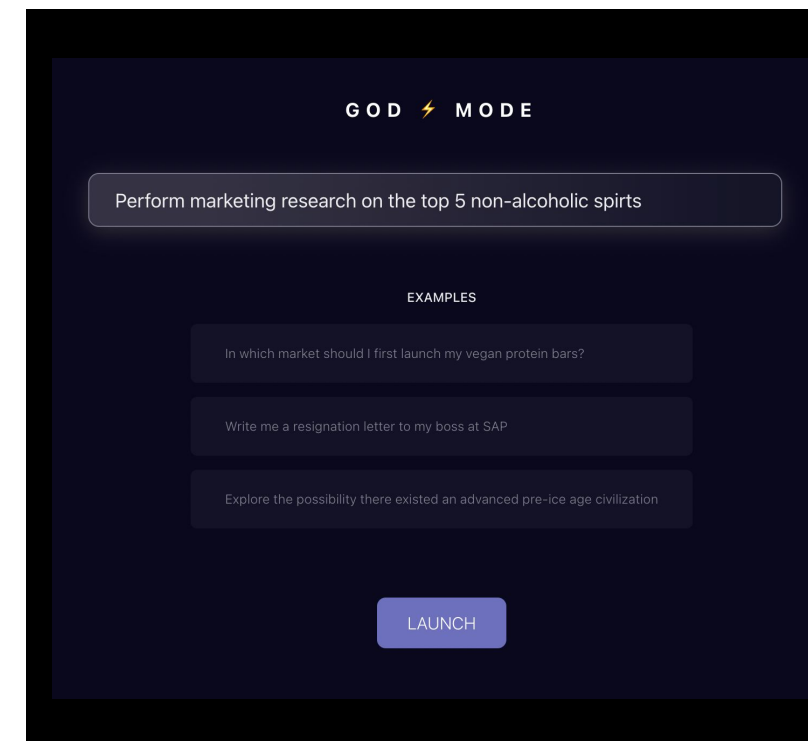 GOD ⚡ MODE
Perform marketing research on the top 5 non-alcoholic spirts
EXAMPLES
In which market should I first launch my vegan protein bars?
Write me a resignation letter to my boss at SAP
Explore the possibility there existed an advanced pre-ice age civilization
LAUNCH